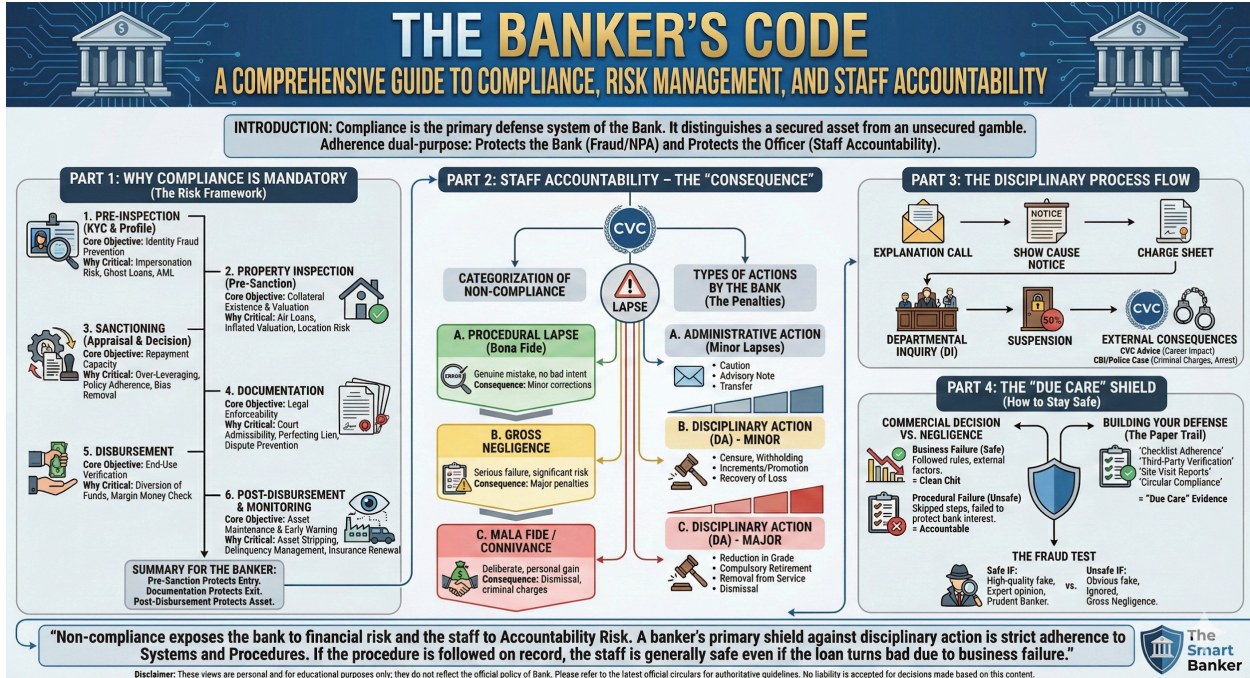 THE BANKER'S CODE
A COMPREHENSIVE GUIDE TO COMPLIANCE, RISK MANAGEMENT, AND STAFF ACCOUNTABILITY
INTRODUCTION: Compliance is the primary defense system of the Bank. It distinguishes a secured asset from an unsecured gamble.
Adherence dual-purpose: Protects the Bank (Fraud/NPA) and Protects the Officer (Staff Accountability).
PART 1: WHY COMPLIANCE IS MANDATORY
(The Risk Framework)
1. PRE-INSPECTION
(KYC & Profile)
Core Objective: Identity Fraud
Prevention
Why Critical: Impersonation
Risk, Ghost Loans, AML
2. PROPERTY INSPECTION
(Pre-Sanction)
Core Objective: Collateral
Existence & Valuation
Why Critical: Air Loans,
Inflated Valuation, Location Risk
3. SANCTIONING
(Appraisal & Decision)
Core Objective: Repayment
Capacity
Why Critical: Over-Leveraging,
Policy Adherence, Bias
Removal
4. DOCUMENTATION
Core Objective: Legal
Enforceability
Why Critical: Court
Admissibility, Perfecting Lien,
Dispute Prevention
5. DISBURSEMENT
Core Objective: End-Use
Verification
Why Critical: Diversion of
Funds, Margin Money Check
6. POST-DISBURSEMENT
& MONITORING
Core Objective: Asset
Maintenance & Early Warning
Why Critical: Asset Stripping,
Delinquency Management, Insurance Renewal
SUMMARY FOR THE BANKER:
Pre-Sanction Protects Entry.
Documentation Protects Exit.
Post-Disbursement Protects Asset.
PART 2: STAFF ACCOUNTABILITY – THE "CONSEQUENCE"
CVC
CATEGORIZATION OF
NON-COMPLIANCE
LAPSE
TYPES OF ACTIONS
BY THE BANK
(The Penalties)
A. PROCEDURAL LAPSE
(Bona Fide)
ERROR
Genuine mistake, no bad intent
Consequence: Minor corrections
B. GROSS
NEGLIGENCE
Serious failure, significant risk
Consequence: Major penalties
C. MALA FIDE /
CONNIVANCE
Deliberate, personal gain
Consequence: Dismissal,
criminal charges
A. ADMINISTRATIVE ACTION
(Minor Lapses)
• Caution
• Advisory Note
• Transfer
B. DISCIPLINARY ACTION
(DA) - MINOR
• Censure, Withholding
• Increments/Promotion
• Recovery of Loss
C. DISCIPLINARY ACTION
(DA) - MAJOR
• Reduction in Grade
• Compulsory Retirement
• Removal from Service
• Dismissal
PART 3: THE DISCIPLINARY PROCESS FLOW
EXPLANATION CALL
NOTICE
SHOW CAUSE
NOTICE
CHARGE SHEET
DEPARTMENTAL
INQUIRY (DI)
50%
SUSPENSION
CVC
EXTERNAL CONSEQUENCES
CVC Advice (Career Impact)
CBI/Police Case (Criminal Charges, Arrest)
PART 4: THE "DUE CARE" SHIELD
(How to Stay Safe)
COMMERCIAL DECISION
VS. NEGLIGENCE
Business Failure (Safe)
Followed rules, external
factors.
= Clean Chit
Procedural Failure (Unsafe)
Skipped steps, failed to
protect bank interest.
= Accountable
BUILDING YOUR DEFENSE
(The Paper Trail)
'Checklist Adherence'
'Third-Party Verification'
'Site Visit Reports'
'Circular Compliance'
= "Due Care" Evidence
THE FRAUD TEST
Safe IF:
High-quality fake,
Expert opinion,
Prudent Banker.
vs.
Unsafe IF:
Obvious fake,
Ignored,
Gross Negligence.
"Non-compliance exposes the bank to financial risk and the staff to Accountability Risk. A banker's primary shield against disciplinary action is strict adherence to
Systems and Procedures. If the procedure is followed on record, the staff is generally safe even if the loan turns bad due to business failure."
The
Smart
Banker
Disclaimer: These views are personal and for educational purposes only; they do not reflect the official policy of Bank. Please refer to the latest official circulars for authoritative guidelines. No liability is accepted for decisions made based on this content.